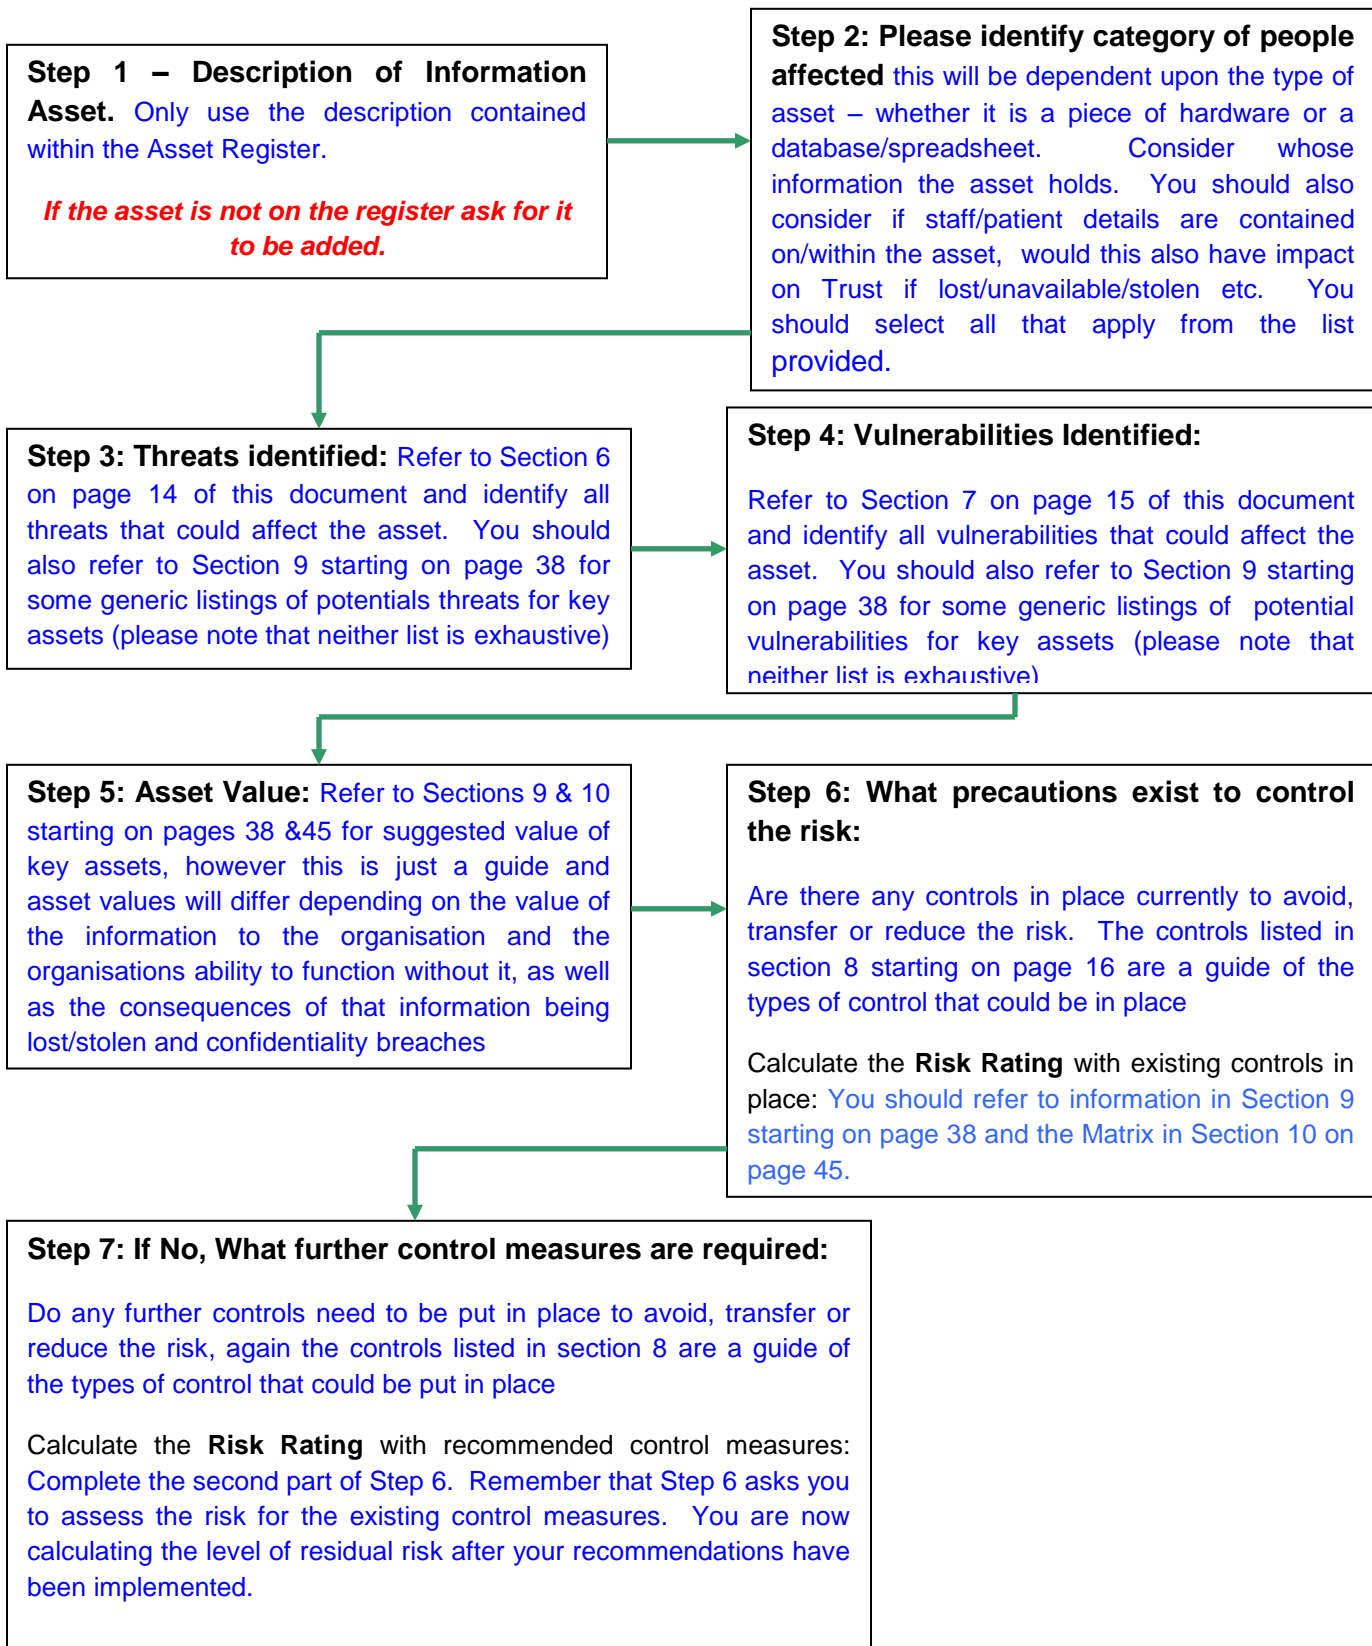 Step 1 – Description of Information
Asset. Only use the description contained
within the Asset Register.
If the asset is not on the register ask for it
to be added.
Step 2: Please identify category of people
affected this will be dependent upon the type of
asset – whether it is a piece of hardware or a
database/spreadsheet. Consider whose
information the asset holds. You should also
consider if staff/patient details are contained
on/within the asset, would this also have impact
on Trust if lost/unavailable/stolen etc. You
should select all that apply from the list
provided.
Step 3: Threats identified: Refer to Section 6
on page 14 of this document and identify all
threats that could affect the asset. You should
also refer to Section 9 starting on page 38 for
some generic listings of potentials threats for key
assets (please note that neither list is exhaustive)
Step 4: Vulnerabilities Identified:
Refer to Section 7 on page 15 of this document
and identify all vulnerabilities that could affect the
asset. You should also refer to Section 9 starting
on page 38 for some generic listings of potential
vulnerabilities for key assets (please note that
neither list is exhaustive)
Step 5: Asset Value: Refer to Sections 9 & 10
starting on pages 38 &45 for suggested value of
key assets, however this is just a guide and
asset values will differ depending on the value of
the information to the organisation and the
organisations ability to function without it, as well
as the consequences of that information being
lost/stolen and confidentiality breaches
Step 6: What precautions exist to control
the risk:
Are there any controls in place currently to avoid,
transfer or reduce the risk. The controls listed in
section 8 starting on page 16 are a guide of the
types of control that could be in place
Calculate the Risk Rating with existing controls in
place: You should refer to information in Section 9
starting on page 38 and the Matrix in Section 10 on
page 45.
Step 7: If No, What further control measures are required:
Do any further controls need to be put in place to avoid, transfer or
reduce the risk, again the controls listed in section 8 are a guide of
the types of control that could be put in place
Calculate the Risk Rating with recommended control measures:
Complete the second part of Step 6. Remember that Step 6 asks you
to assess the risk for the existing control measures. You are now
calculating the level of residual risk after your recommendations have
been implemented.